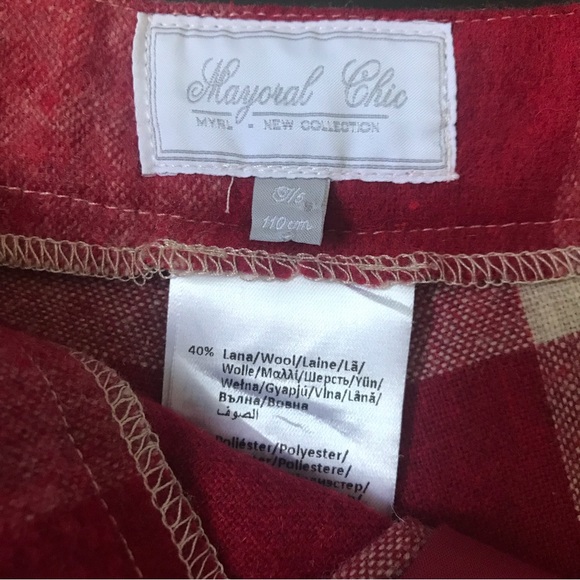 Mayoral Chic
MYRL - NEW COLLECTION
110 cm
40% Lana/Wool/Laine/Lã/
Wolle/Μαλλί/Шерсть/Yün/
Wełna/Gyapjú/Vlna/Lână/
Вълна/Вовна
الصوف
Poliéster/Polyester/
/Poliestere/